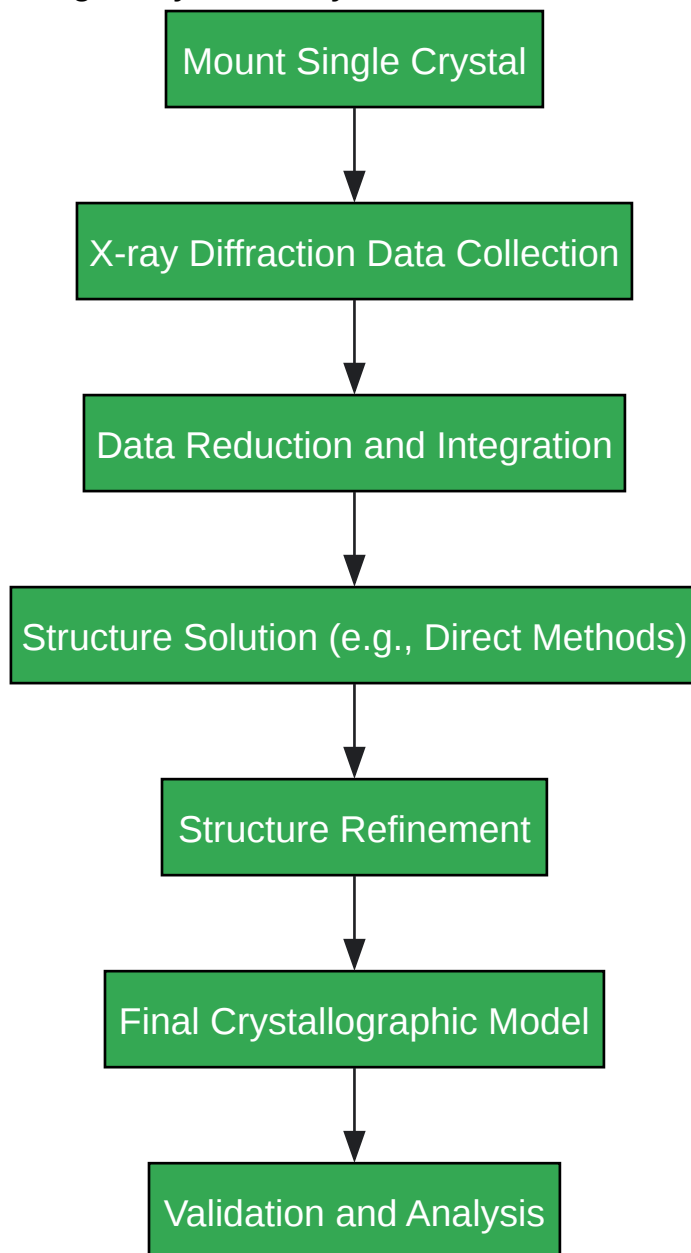 Mount Single Crystal
X-ray Diffraction Data Collection
Data Reduction and Integration
Structure Solution (e.g., Direct Methods)
Structure Refinement
Final Crystallographic Model
Validation and Analysis